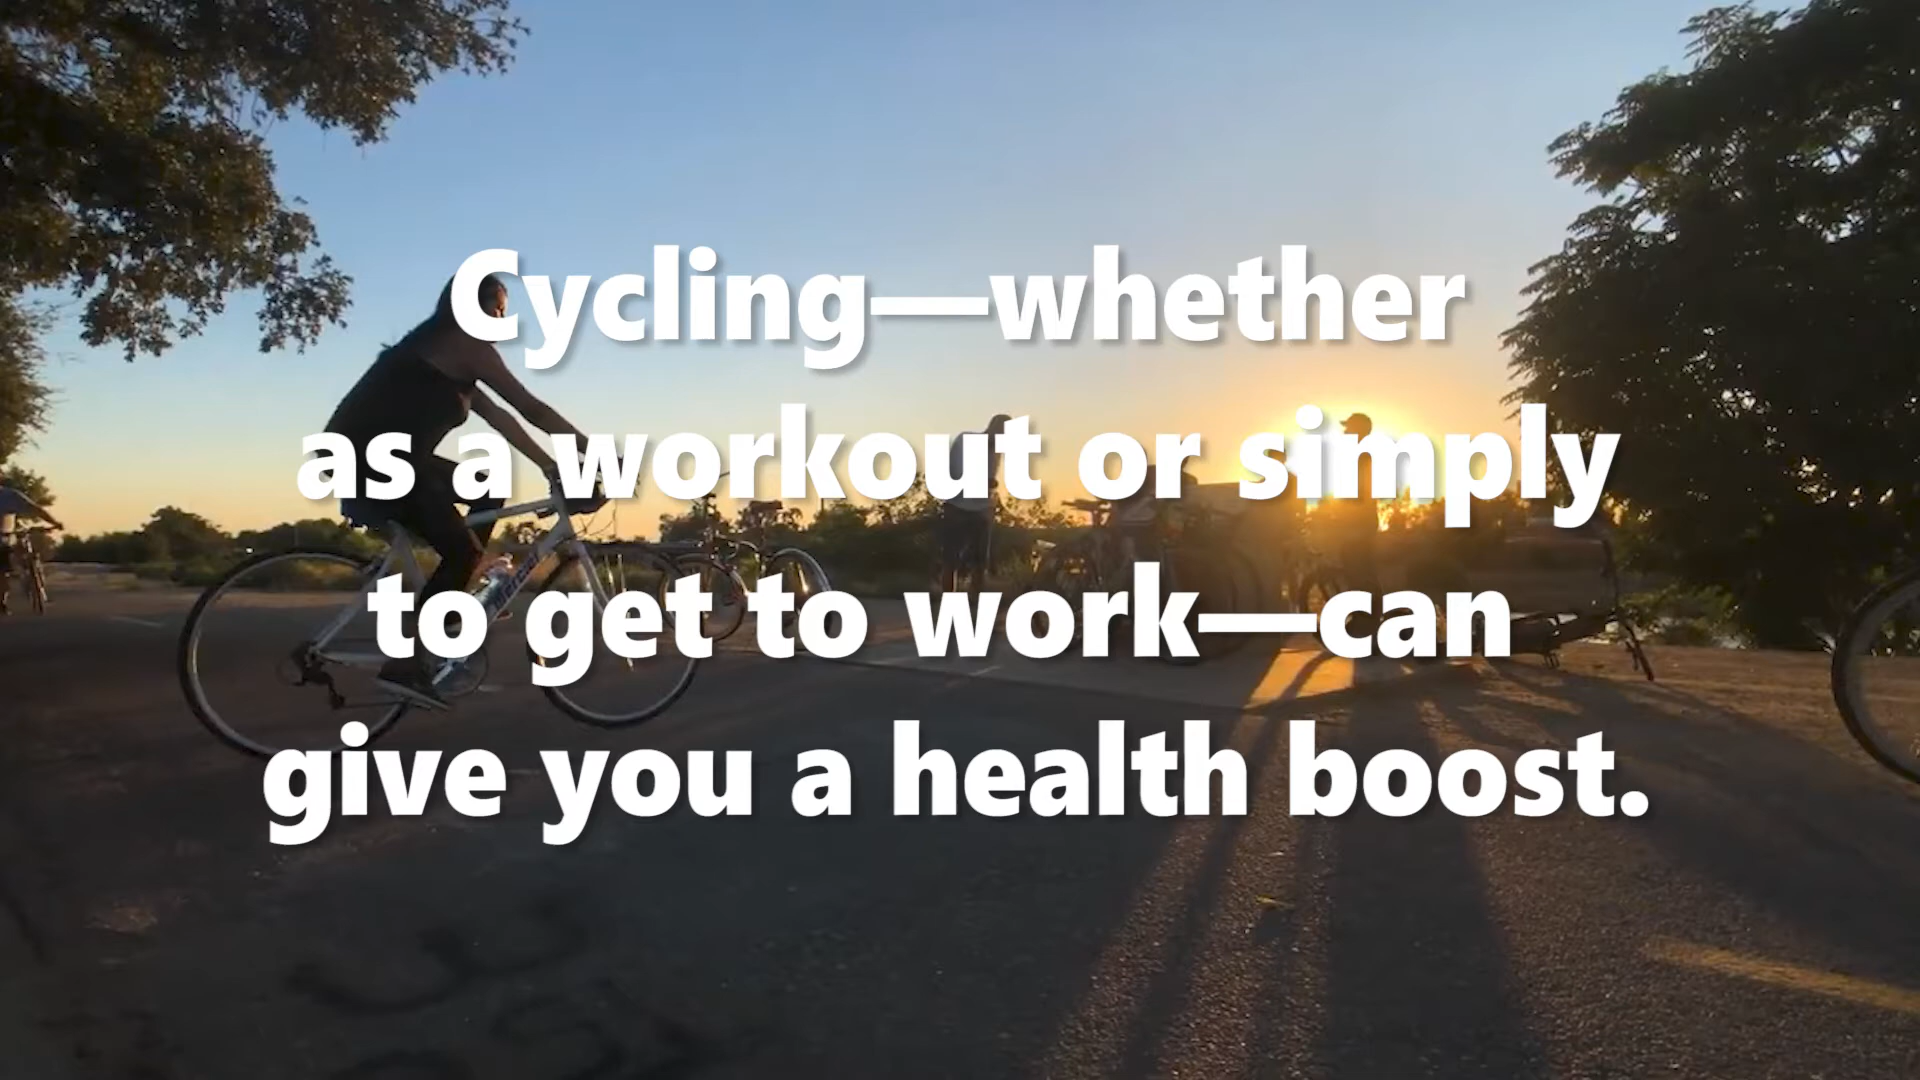 Cycling—whether
as a workout or simply
to get to work—can
give you a health boost.